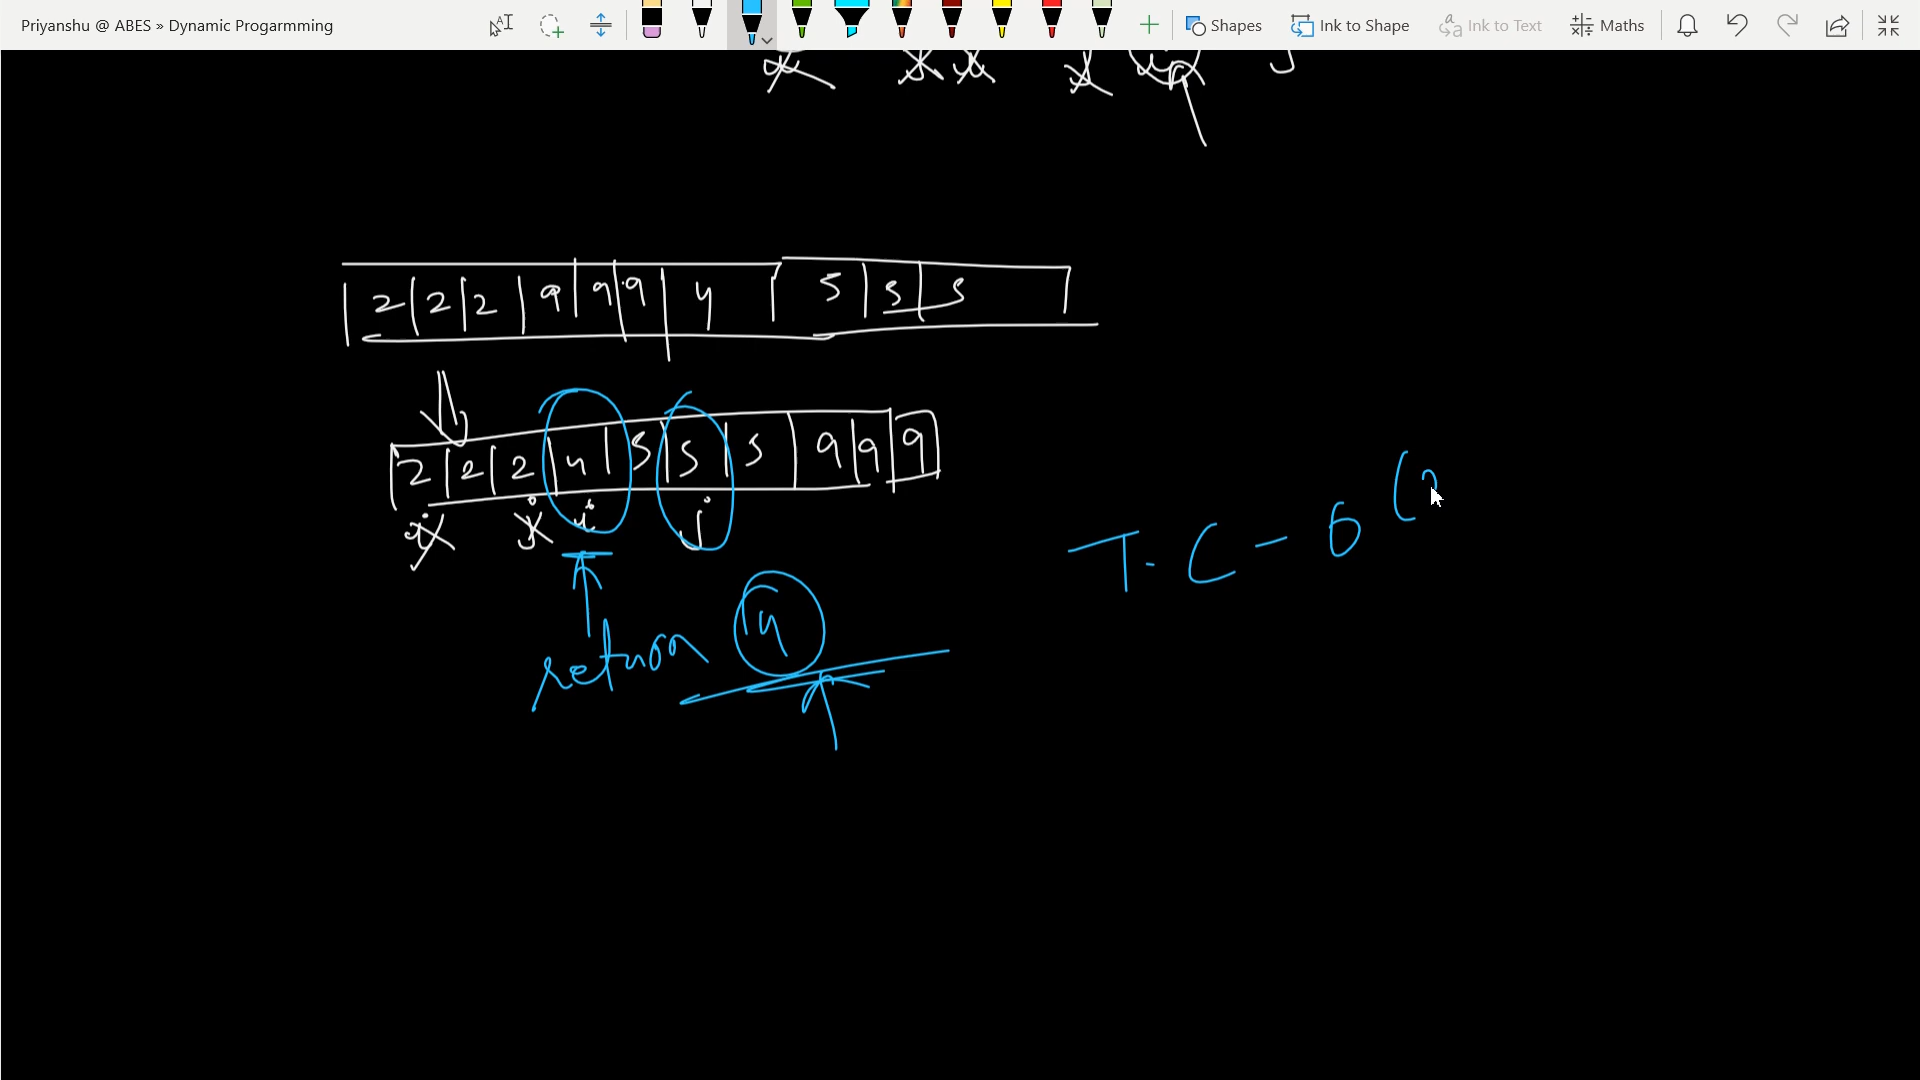 Priyanshu @ ABES » Dynamic Progarmming
Shapes
Ink to Shape
Ink to Text
Maths
2 2 2 9 9 9 4 5 5 5
2 2 2 4 5 5 5 9 9 9
i j i j
T.C - O (
return 4